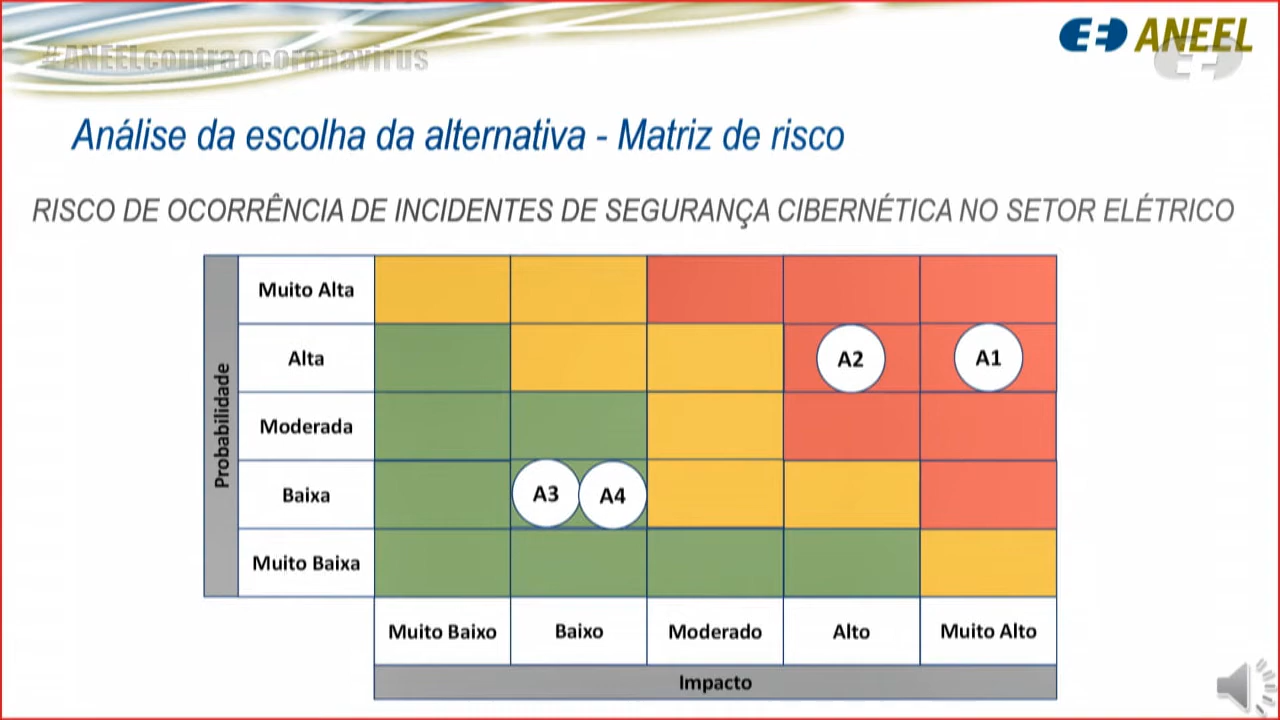 #ANEELcontraocoronavirus
ANEEL
Análise da escolha da alternativa - Matriz de risco
RISCO DE OCORRÊNCIA DE INCIDENTES DE SEGURANÇA CIBERNÉTICA NO SETOR ELÉTRICO
Probabilidade
Muito Alta
Alta
A2
A1
Moderada
Baixa
A3
A4
Muito Baixa
Muito Baixo
Baixo
Moderado
Alto
Muito Alto
Impacto